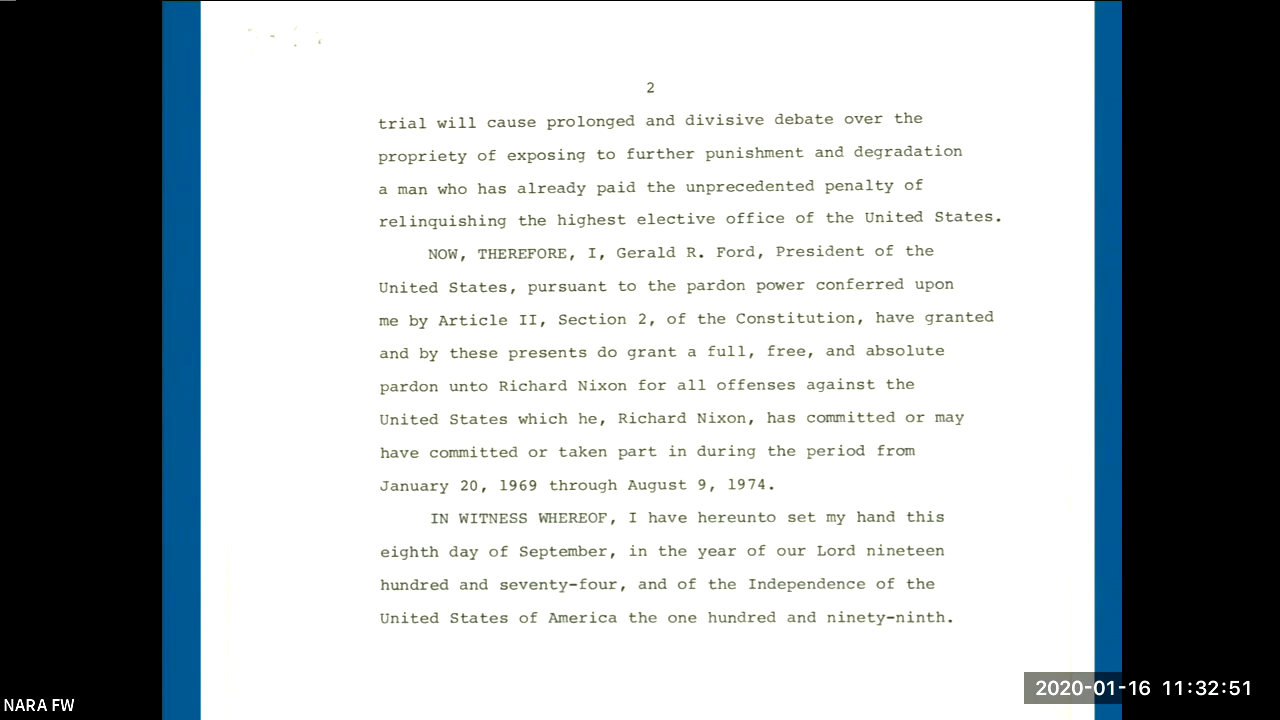 2
trial will cause prolonged and divisive debate over the
propriety of exposing to further punishment and degradation
a man who has already paid the unprecedented penalty of
relinquishing the highest elective office of the United States.
NOW, THEREFORE, I, Gerald R. Ford, President of the
United States, pursuant to the pardon power conferred upon
me by Article II, Section 2, of the Constitution, have granted
and by these presents do grant a full, free, and absolute
pardon unto Richard Nixon for all offenses against the
United States which he, Richard Nixon, has committed or may
have committed or taken part in during the period from
January 20, 1969 through August 9, 1974.
IN WITNESS WHEREOF, I have hereunto set my hand this
eighth day of September, in the year of our Lord nineteen
hundred and seventy-four, and of the Independence of the
United States of America the one hundred and ninety-ninth.
NARA FW
2020-01-16 11:32:51